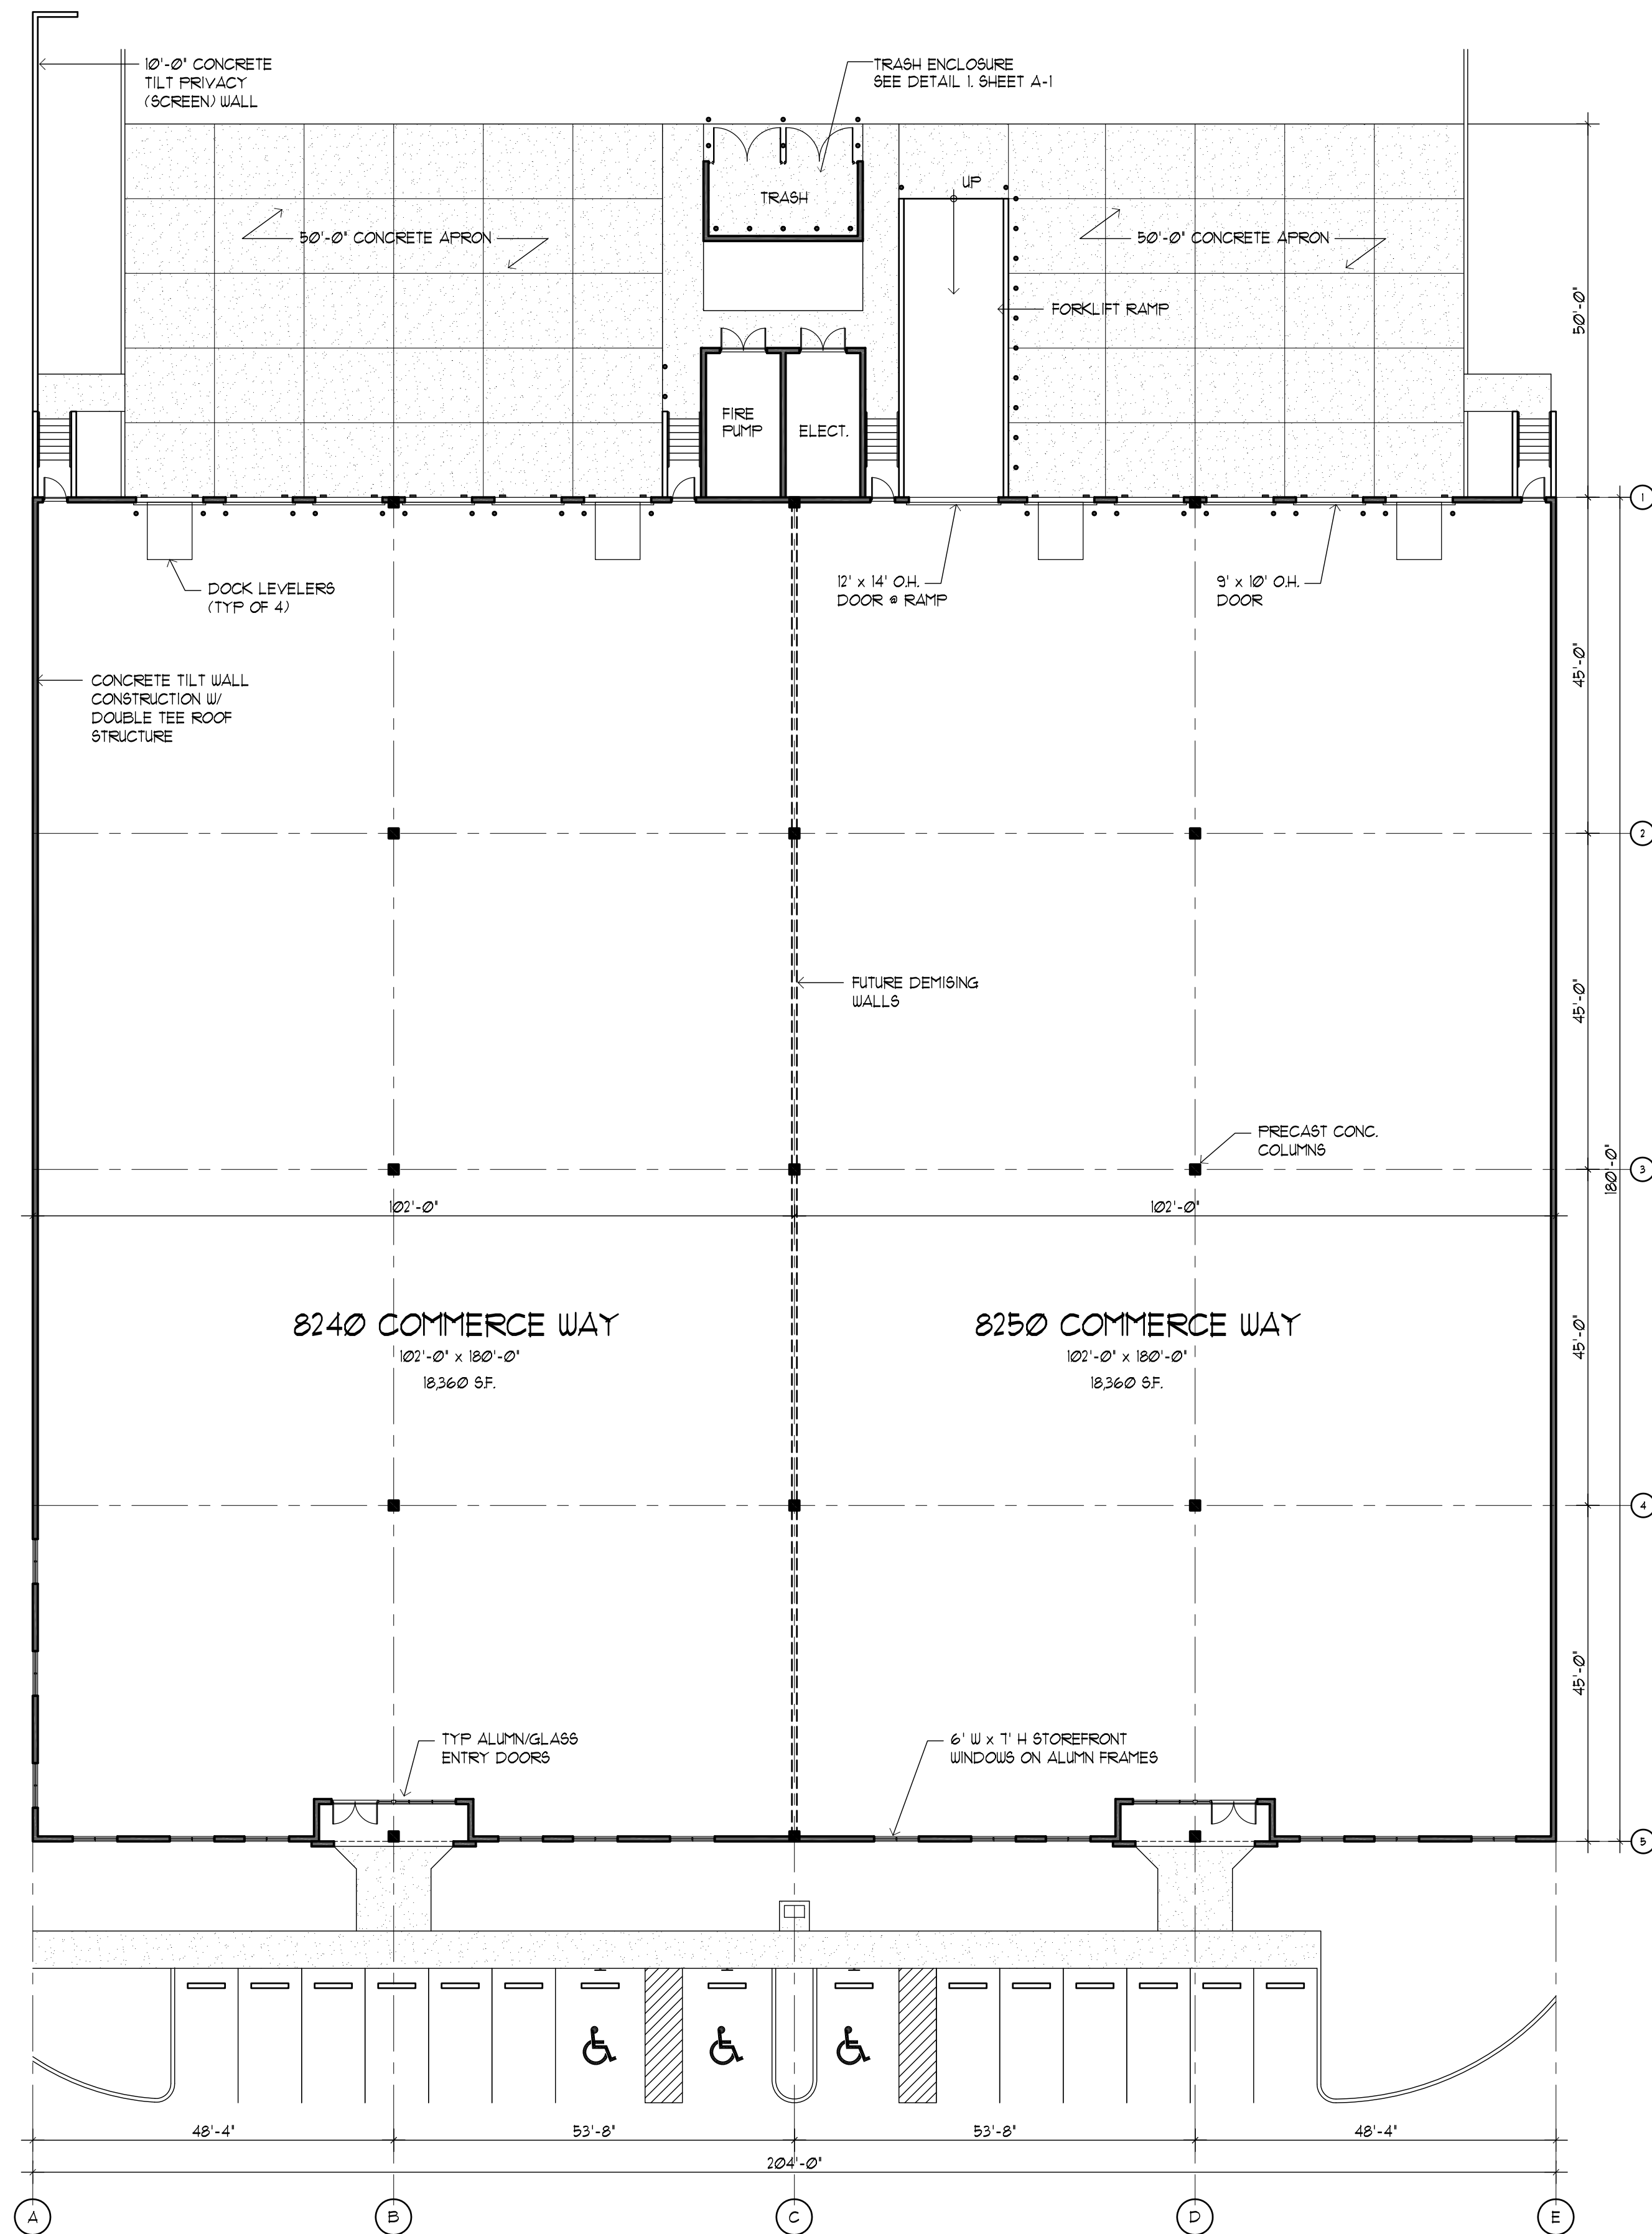 10'-0" CONCRETE
TILT PRIVACY
(SCREEN) WALL
TRASH ENCLOSURE
SEE DETAIL 1. SHEET A-1
UP
TRASH
50'-0" CONCRETE APRON
50'-0" CONCRETE APRON
50'-0"
FORKLIFT RAMP
FIRE
PUMP
ELECT.
1
DOCK LEVELERS
(TYP OF 4)
12' x 14' O.H.
DOOR @ RAMP
9' x 10' O.H.
DOOR
45'-0"
CONCRETE TILT WALL
CONSTRUCTION W/
DOUBLE TEE ROOF
STRUCTURE
2
FUTURE DEMISING
WALLS
45'-0"
PRECAST CONC.
COLUMNS
3
180'-0"
102'-0"
102'-0"
8240 COMMERCE WAY
102'-0" x 180'-0"
18,360 S.F.
8250 COMMERCE WAY
102'-0" x 180'-0"
18,360 S.F.
45'-0"
4
45'-0"
TYP ALUMN/GLASS
ENTRY DOORS
6' W x 7' H STOREFRONT
WINDOWS ON ALUMN FRAMES
5
48'-4"
53'-8"
53'-8"
48'-4"
204'-0"
A
B
C
D
E